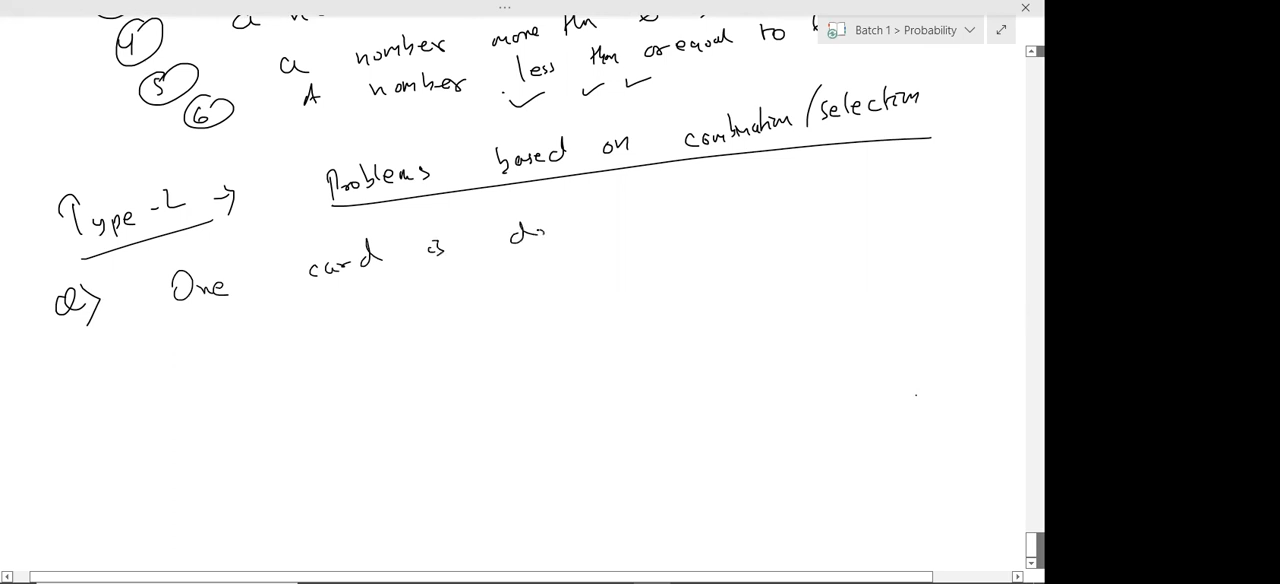 Batch 1 > Probability
4 a number more than
5 A number less than or equal to
6
Type-2 → Problems based on combination/selection
Q> One card is